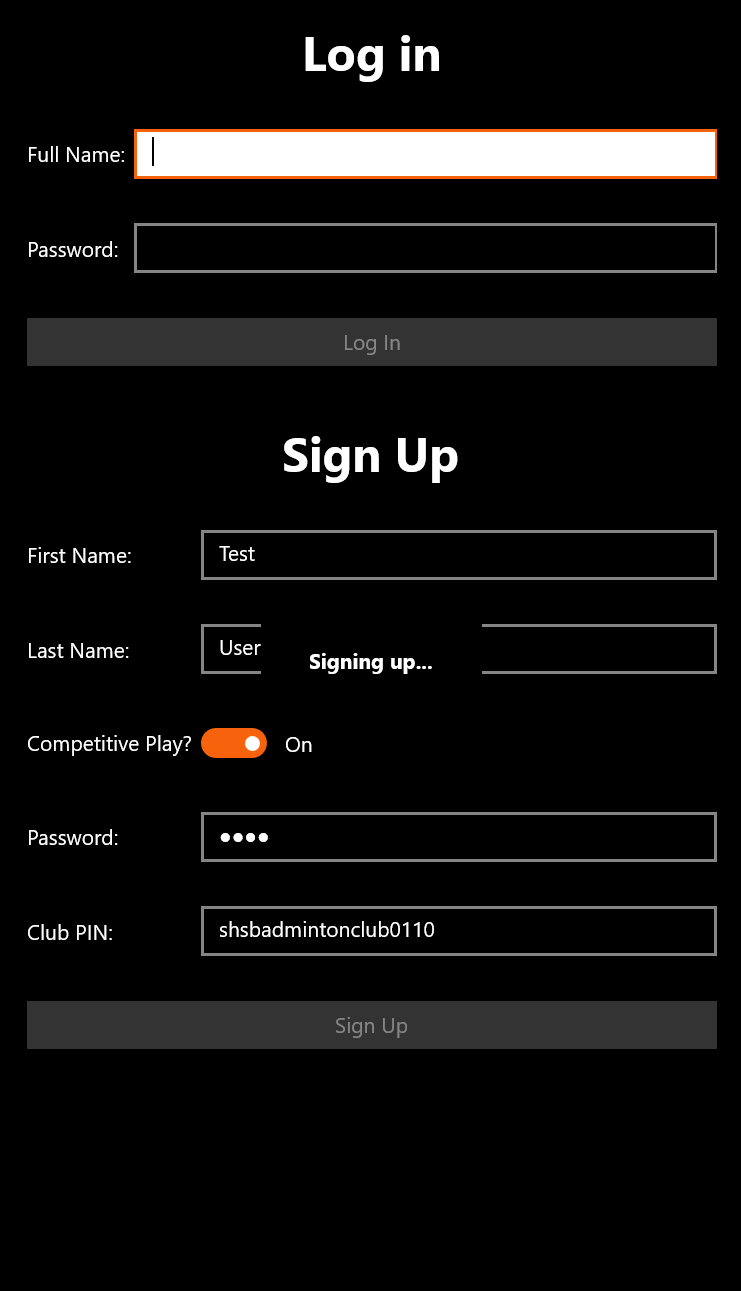 Log in
Full Name:
Password:
Log In
Sign Up
First Name: Test
Last Name: User
Signing up...
Competitive Play? On
Password: ●●●●
Club PIN: shsbadmintonclub0110
Sign Up